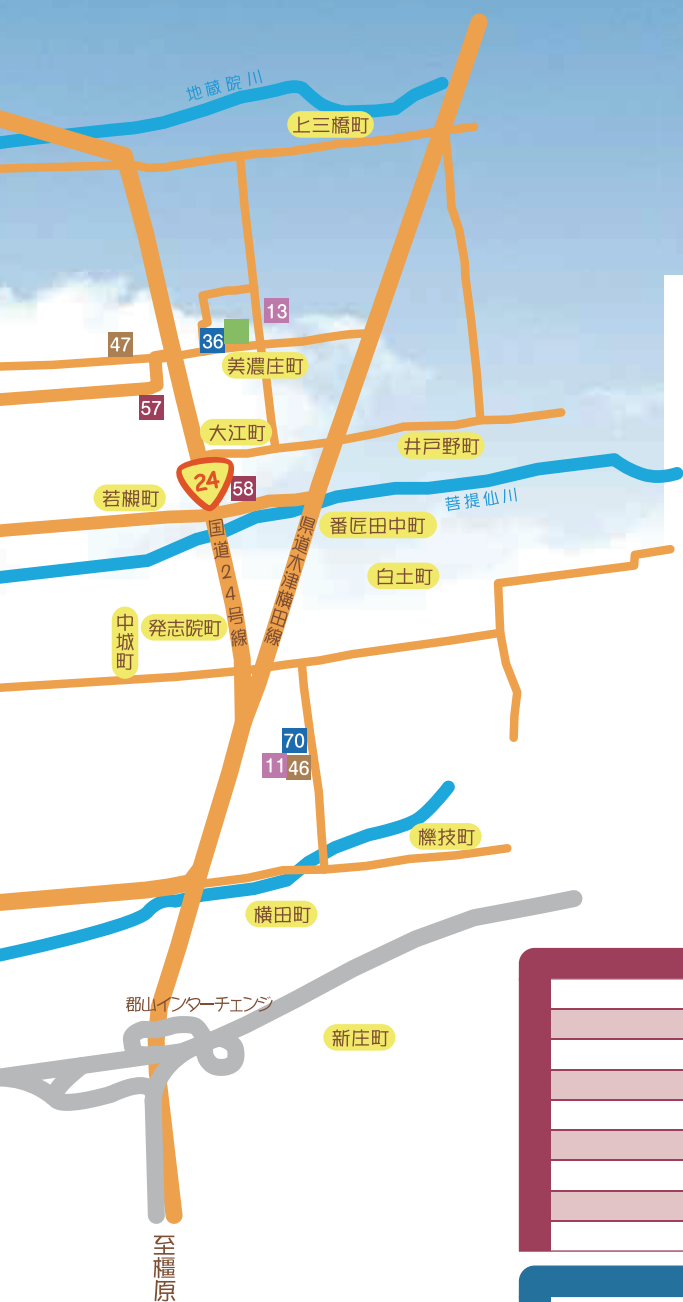 地蔵院川
上三橋町
13
36
47
美濃庄町
57
大江町
井戸野町
24
58
若槻町
菩提仙川
番匠田中町
国道24号線
県道木津横田線
白土町
中城町
発志院町
70
11
46
櫟技町
横田町
郡山インターチェンジ
新庄町
至橿原